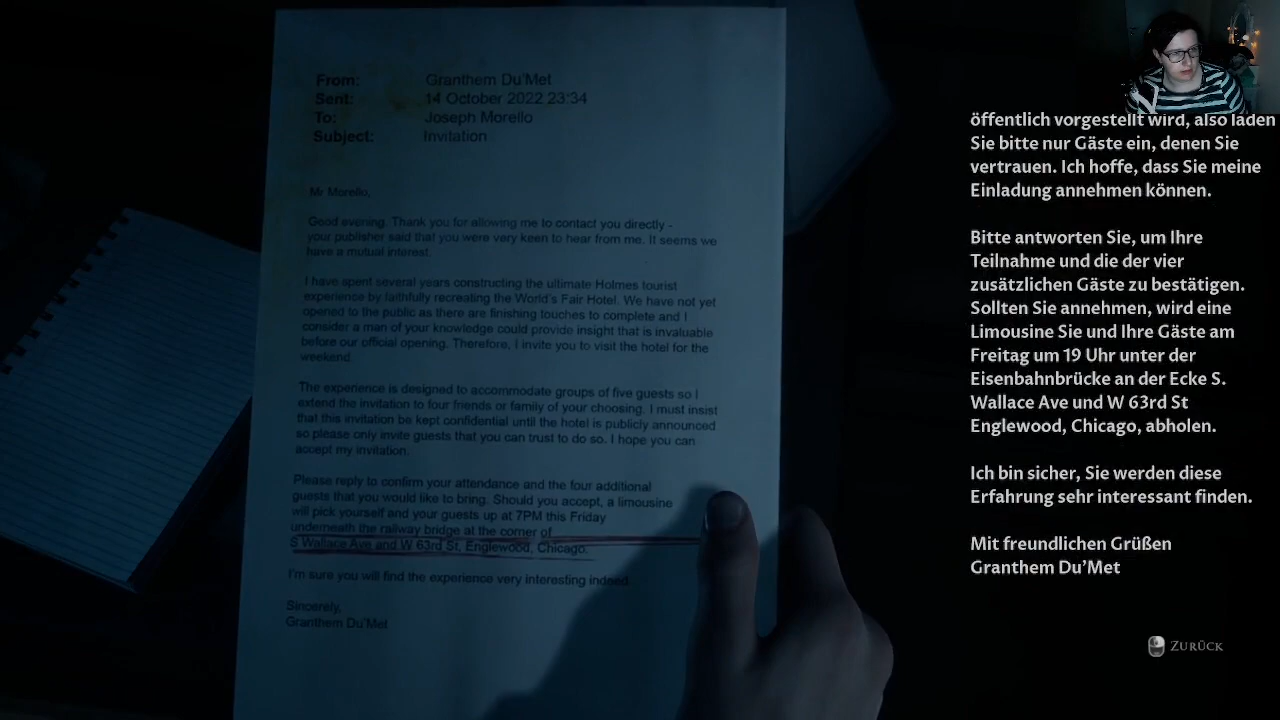 From: Granthem Du'Met
Sent: 14 October 2022 23:34
To: Joseph Morello
Subject: Invitation
Mr Morello,
Good evening. Thank you for allowing me to contact you directly -
your publisher said that you were very keen to hear from me. It seems we
have a mutual interest.
I have spent several years constructing the ultimate Holmes tourist
experience by faithfully recreating the World's Fair Hotel. We have not yet
opened to the public as there are finishing touches to complete and I
consider a man of your knowledge could provide insight that is invaluable
before our official opening. Therefore, I invite you to visit the hotel for the
weekend.
The experience is designed to accommodate groups of five guests so I
extend the invitation to four friends or family of your choosing. I must insist
that this invitation be kept confidential until the hotel is publicly announced
so please only invite guests that you can trust to do so. I hope you can
accept my invitation.
Please reply to confirm your attendance and the four additional
guests that you would like to bring. Should you accept, a limousine
will pick yourself and your guests up at 7PM this Friday
underneath the railway bridge at the corner of
S Wallace Ave and W 63rd St, Englewood, Chicago.
I'm sure you will find the experience very interesting indeed.
Sincerely,
Granthem Du'Met
öffentlich vorgestellt wird, also laden
Sie bitte nur Gäste ein, denen Sie
vertrauen. Ich hoffe, dass Sie meine
Einladung annehmen können.
Bitte antworten Sie, um Ihre
Teilnahme und die der vier
zusätzlichen Gäste zu bestätigen.
Sollten Sie annehmen, wird eine
Limousine Sie und Ihre Gäste am
Freitag um 19 Uhr unter der
Eisenbahnbrücke an der Ecke S.
Wallace Ave und W 63rd St
Englewood, Chicago, abholen.
Ich bin sicher, Sie werden diese
Erfahrung sehr interessant finden.
Mit freundlichen Grüßen
Granthem Du'Met
ZURÜCK